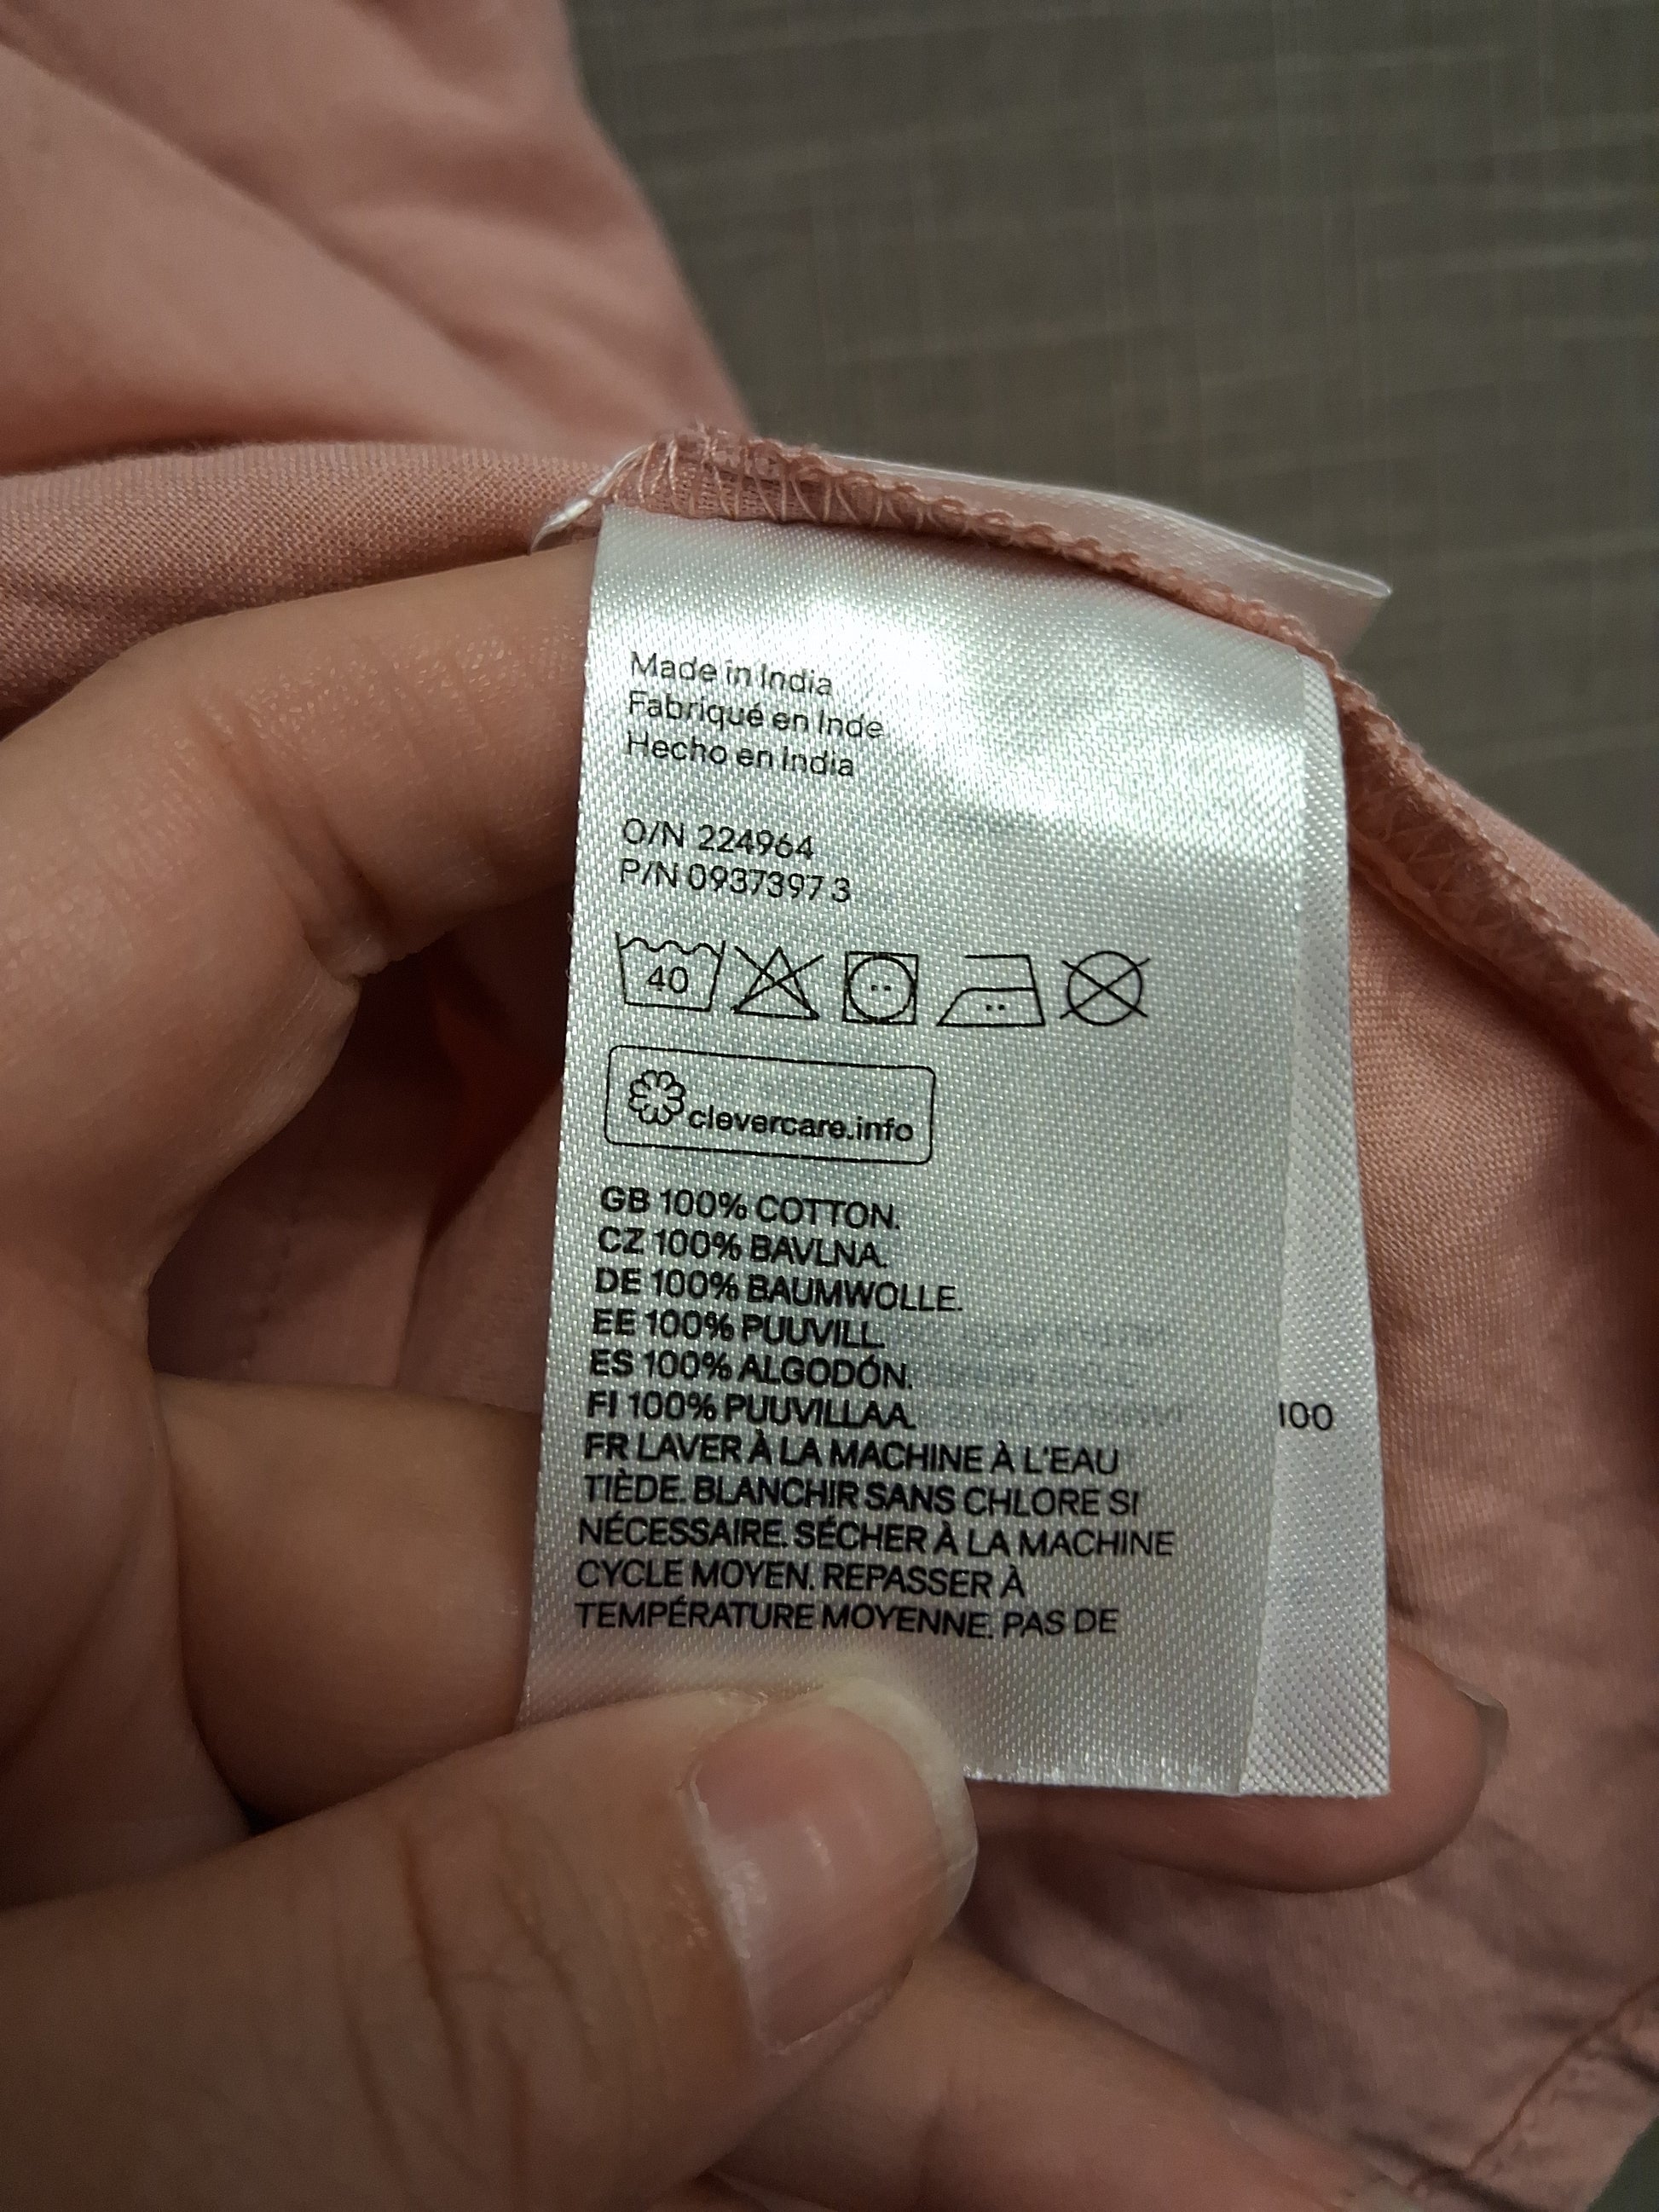 Made in India
Fabriqué en Inde
Hecho en India
O/N 224964
P/N 0937397 3
40
clevercare.info
GB 100% COTTON.
CZ 100% BAVLNA.
DE 100% BAUMWOLLE.
EE 100% PUUVILL.
ES 100% ALGODÓN.
FI 100% PUUVILLAA.
FR LAVER À LA MACHINE À L'EAU
TIÈDE. BLANCHIR SANS CHLORE SI
NÉCESSAIRE. SÉCHER À LA MACHINE
CYCLE MOYEN. REPASSER À
TEMPÉRATURE MOYENNE. PAS DE
100